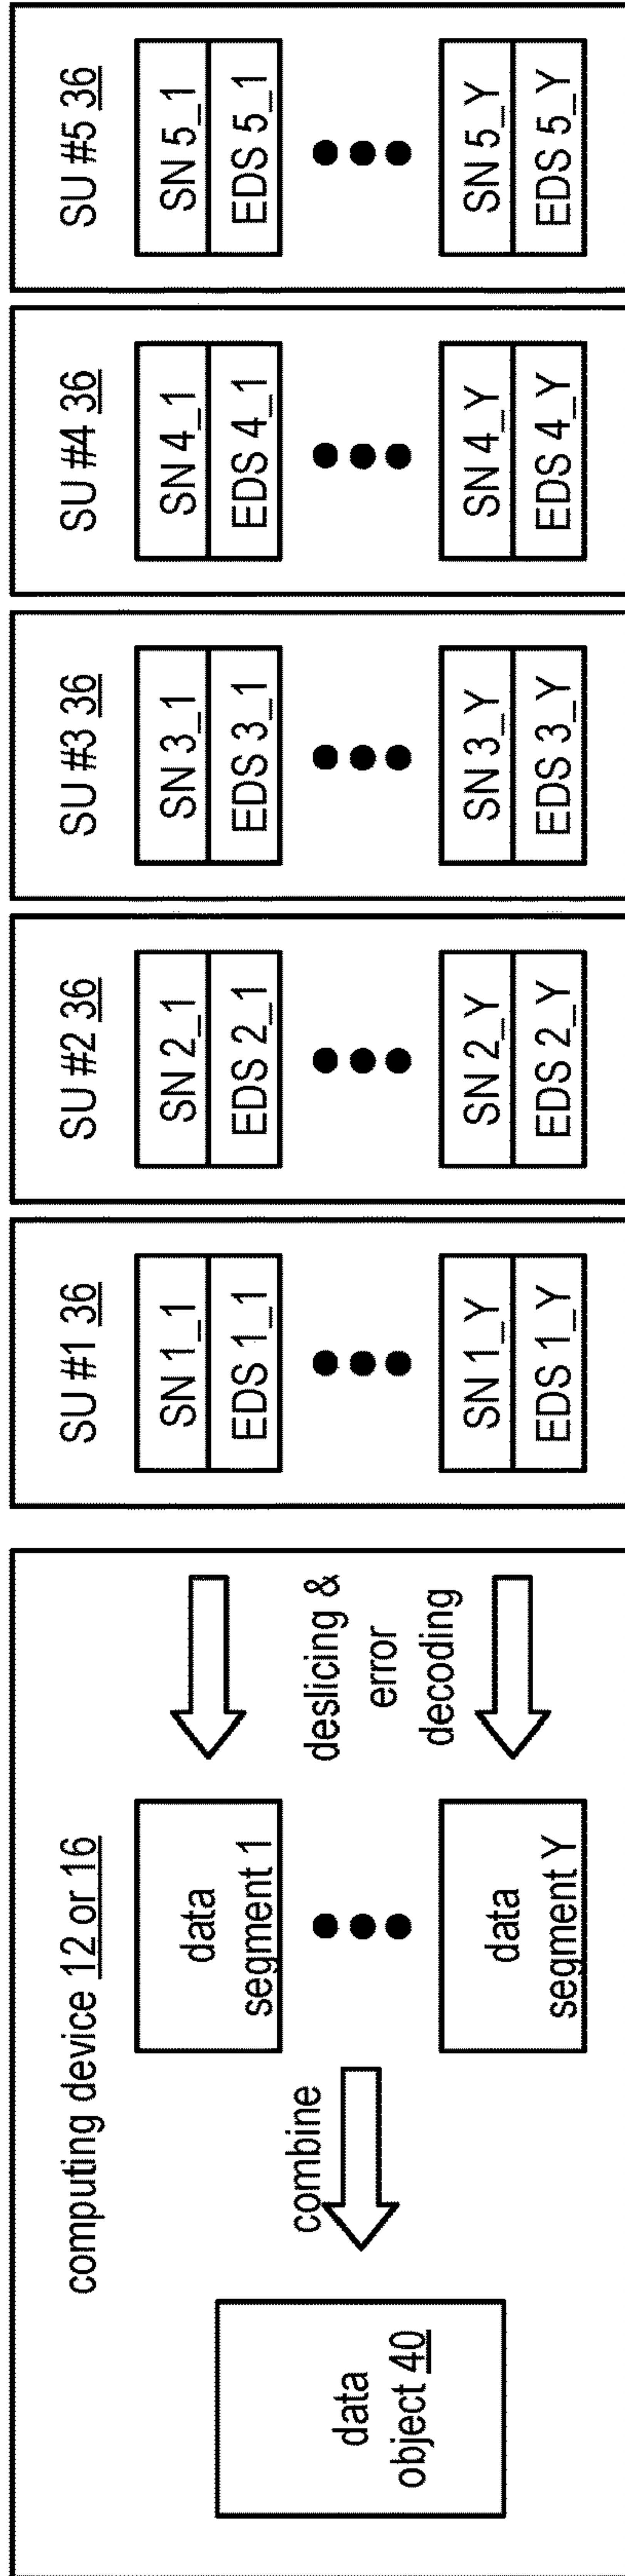 computing device 12 or 16
data
object 40
combine
data
segment 1
data
segment Y
deslicing &
error
decoding
SU #1 36
SN 1_1
EDS 1_1
SN 1_Y
EDS 1_Y
SU #2 36
SN 2_1
EDS 2_1
SN 2_Y
EDS 2_Y
SU #3 36
SN 3_1
EDS 3_1
SN 3_Y
EDS 3_Y
SU #4 36
SN 4_1
EDS 4_1
SN 4_Y
EDS 4_Y
SU #5 36
SN 5_1
EDS 5_1
SN 5_Y
EDS 5_Y